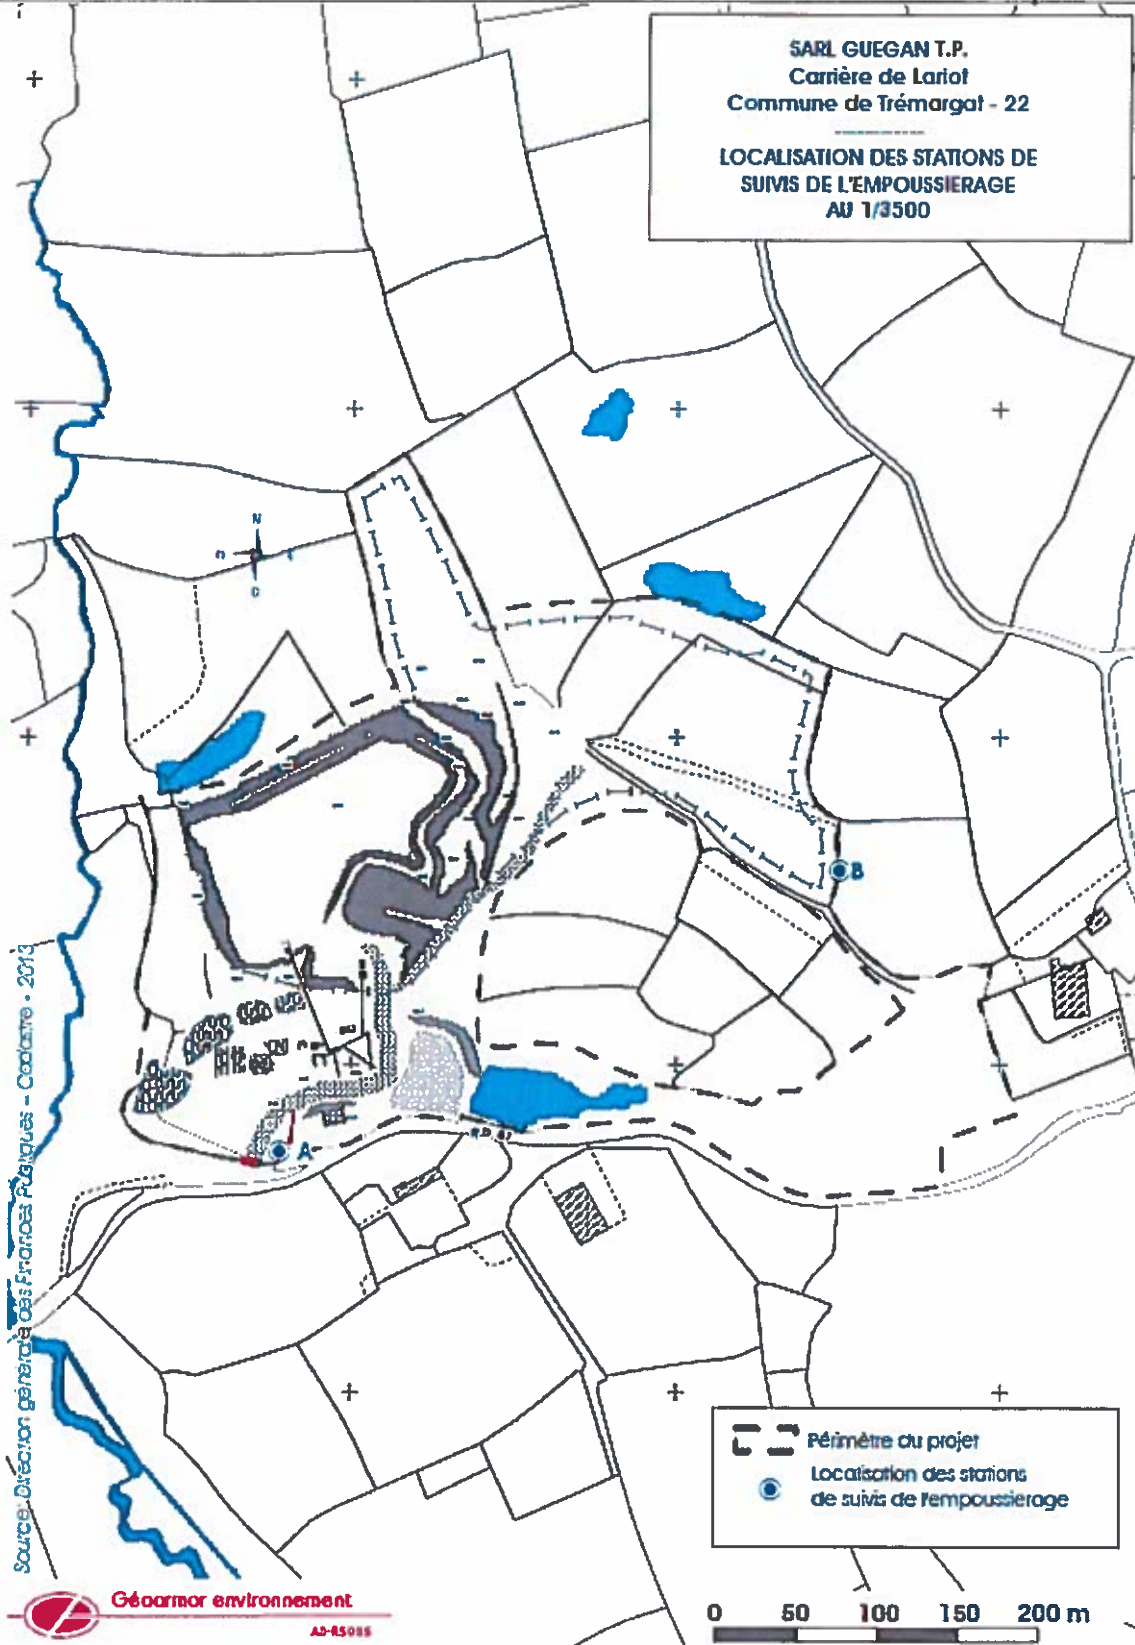 SARL GUEGAN T.P.
Carrière de Lariot
Commune de Trémargat - 22
LOCALISATION DES STATIONS DE
SUIVIS DE L'EMPOUSSIERAGE
AU 1/3500
N
B
A
R.D. 87
Source: Direction générale des Finances Publiques - Cadastre - 2013
Périmètre du projet
Localisation des stations
de suivis de l'empoussierage
Géoarmor environnement
0 50 100 150 200 m